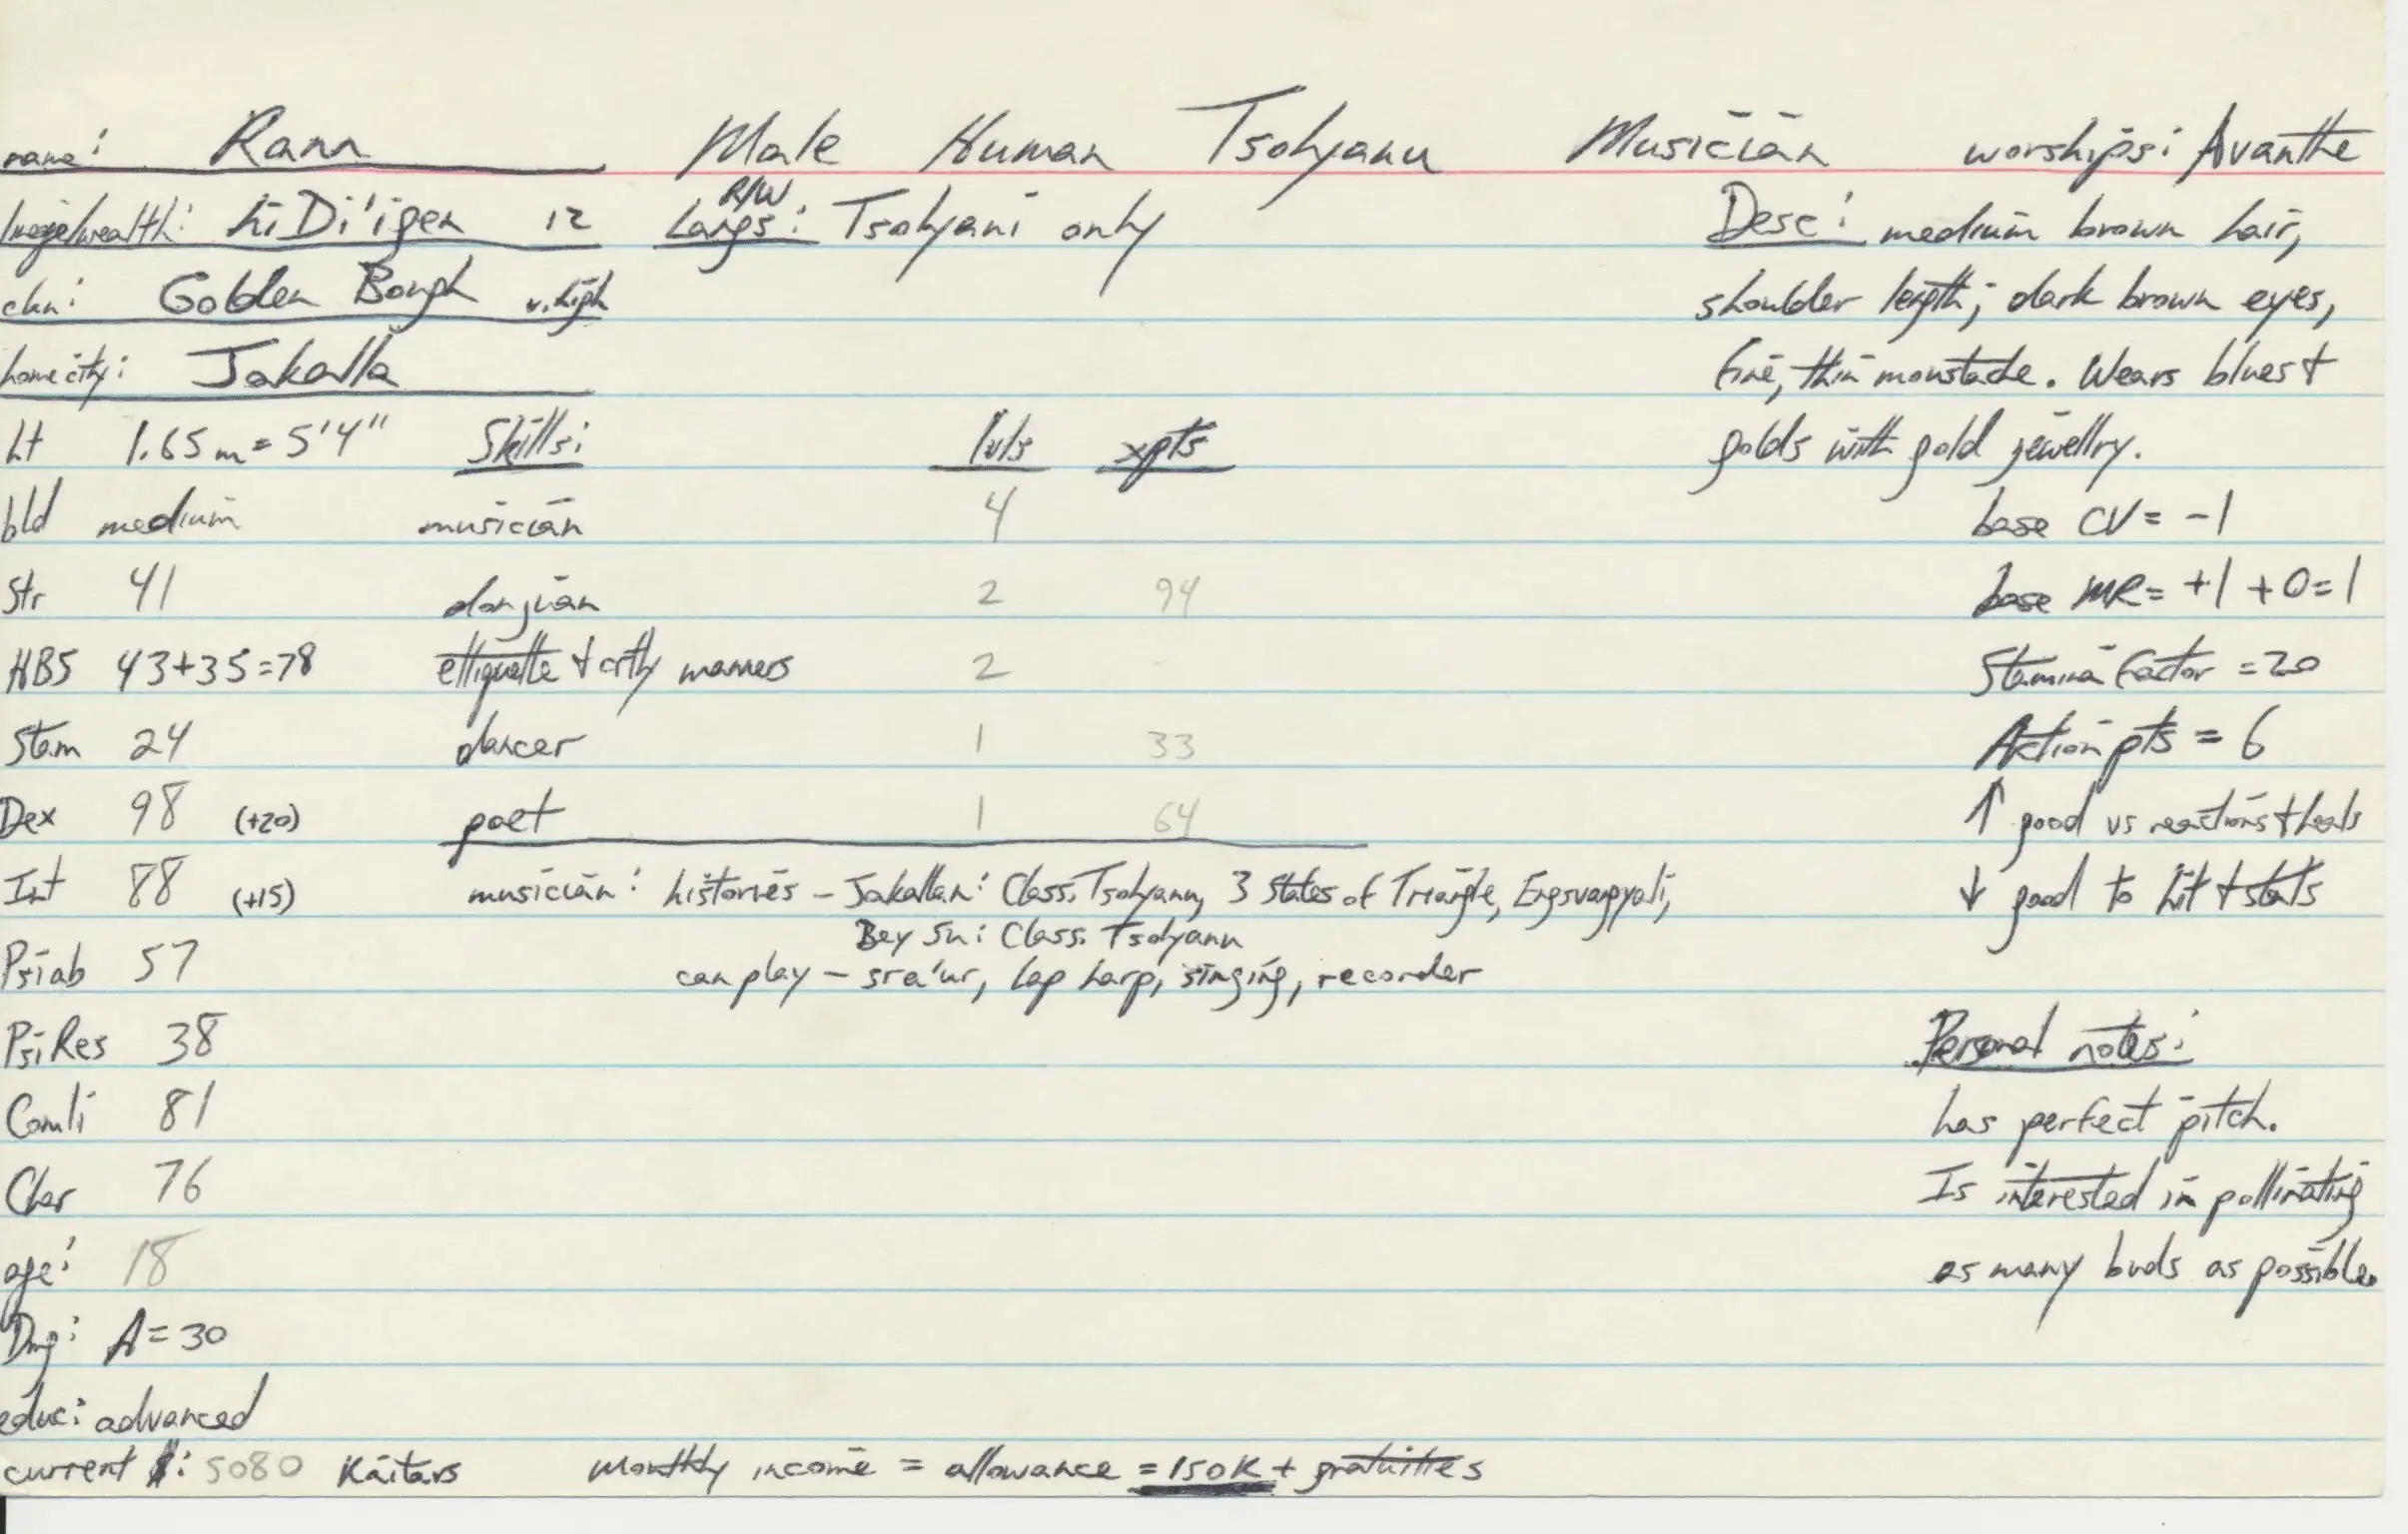 name: Rann Male Human Tsolyanu Musician worships: Avanthe
lineage/wealth: hiDi'igen 12 R/W Langs: Tsolyani only Desc: medium brown hair,
clan: Golden Bough v. high shoulder length; dark brown eyes,
home city: Jakalla fine, thin moustache. Wears blues +
ht 1.65 m = 5'4" Skills: lvls xpts golds with gold jewellry.
bld medium musician 4 base CV = -1
Str 41 donjuan 2 94 base MR = +1 +0 = 1
HBS 43+35=78 ettiquette + crtly manners 2 Stamina Factor = 20
Stam 24 dancer 1 33 Action pts = 6
Dex 98 (+20) poet 1 64 ↑ good vs reactions +
Int 88 (+15) musician: histories - Jakallan: Class. Tsolyanu, 3 States of Triangle, Engsvangyali, ↓ good to hit + stats
Bey Su: Class. Tsolyanu
Psiab 57 can play - sra'ur, lap harp, singing, recorder
PsiRes 38 Personal notes:
Comli 81 has perfect pitch.
Char 76 Is interested in pollinating
age: 18 as many buds as possible.
Dmg: A = 30
educ: advanced
current $: 5080 Kaitars Monthly income = allowance = 150K + gratuities